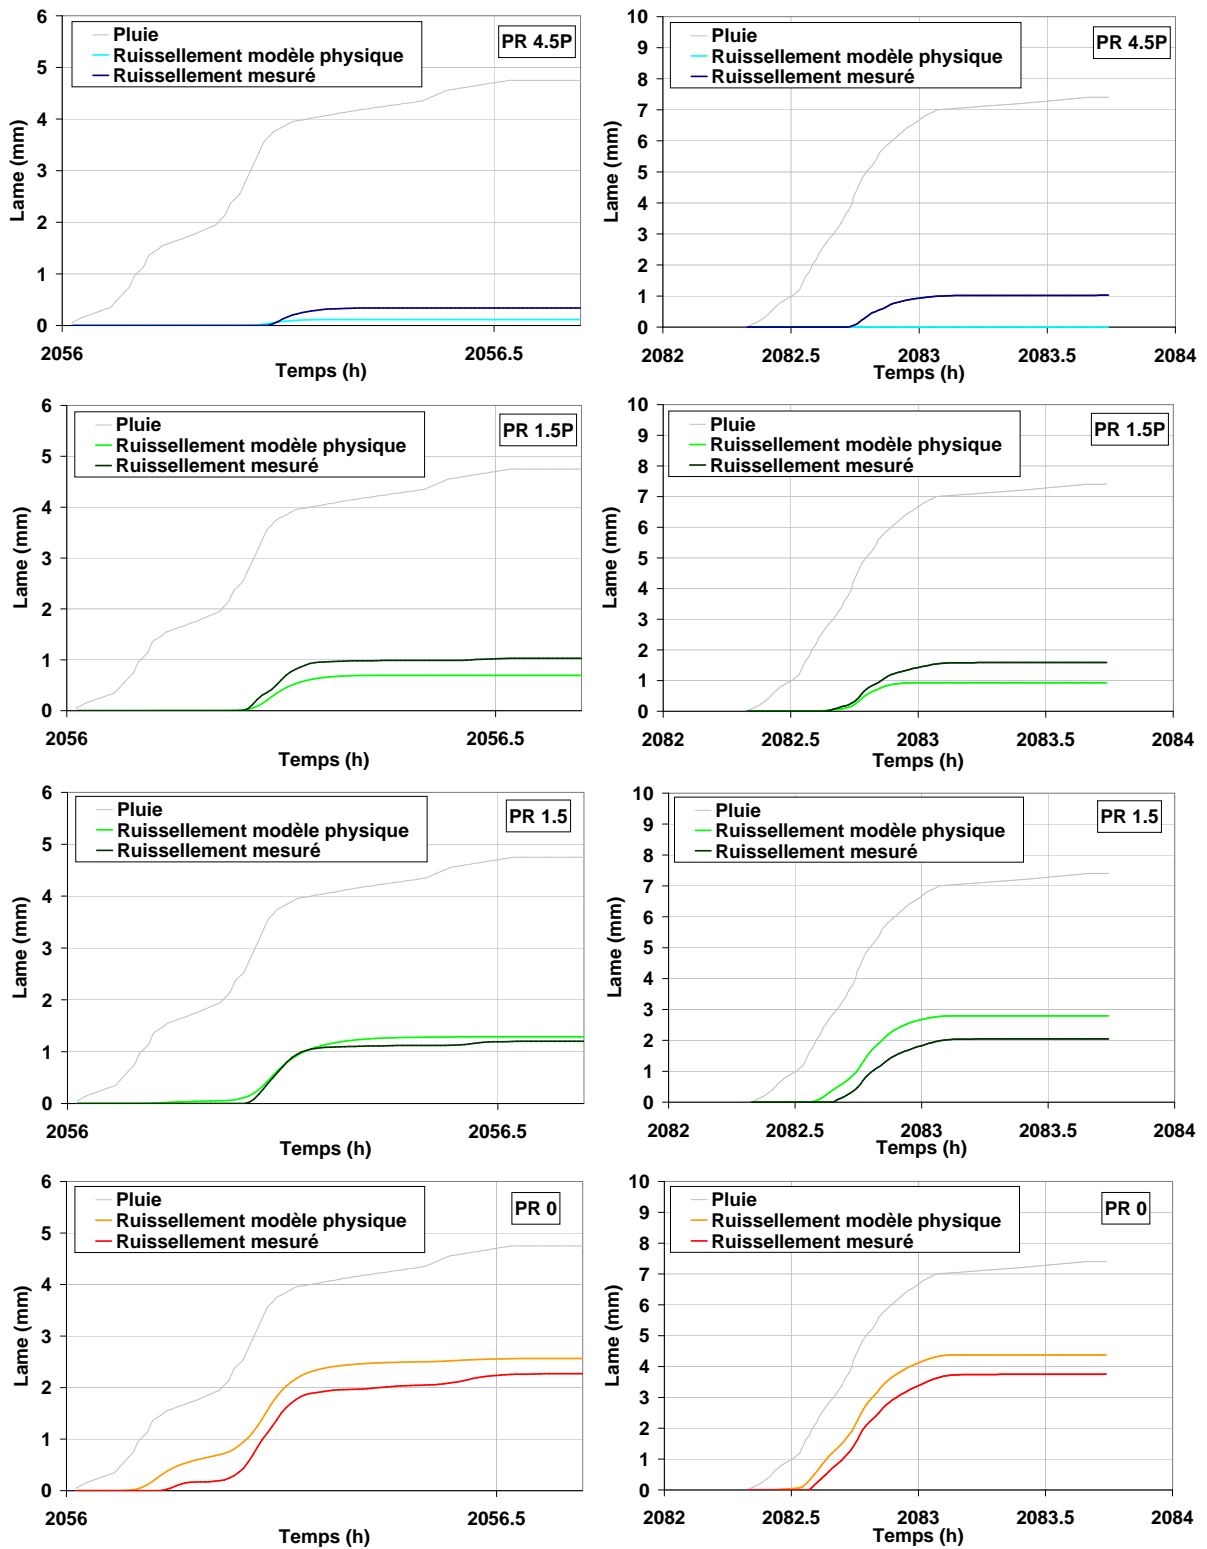 6
5
4
3
2
1
0
Lame (mm)
Pluie
Ruissellement modèle physique
Ruissellement mesuré
PR 4.5P
2056
2056.5
Temps (h)
10
9
8
7
6
5
4
3
2
1
0
Lame (mm)
Pluie
Ruissellement modèle physique
Ruissellement mesuré
PR 4.5P
2082
2082.5
2083
2083.5
2084
Temps (h)
6
5
4
3
2
1
0
Lame (mm)
Pluie
Ruissellement modèle physique
Ruissellement mesuré
PR 1.5P
2056
2056.5
Temps (h)
10
9
8
7
6
5
4
3
2
1
0
Lame (mm)
Pluie
Ruissellement modèle physique
Ruissellement mesuré
PR 1.5P
2082
2082.5
2083
2083.5
2084
Temps (h)
6
5
4
3
2
1
0
Lame (mm)
Pluie
Ruissellement modèle physique
Ruissellement mesuré
PR 1.5
2056
2056.5
Temps (h)
10
9
8
7
6
5
4
3
2
1
0
Lame (mm)
Pluie
Ruissellement modèle physique
Ruissellement mesuré
PR 1.5
2082
2082.5
2083
2083.5
2084
Temps (h)
6
5
4
3
2
1
0
Lame (mm)
Pluie
Ruissellement modèle physique
Ruissellement mesuré
PR 0
2056
2056.5
Temps (h)
10
9
8
7
6
5
4
3
2
1
0
Lame (mm)
Pluie
Ruissellement modèle physique
Ruissellement mesuré
PR 0
2082
2082.5
2083
2083.5
2084
Temps (h)